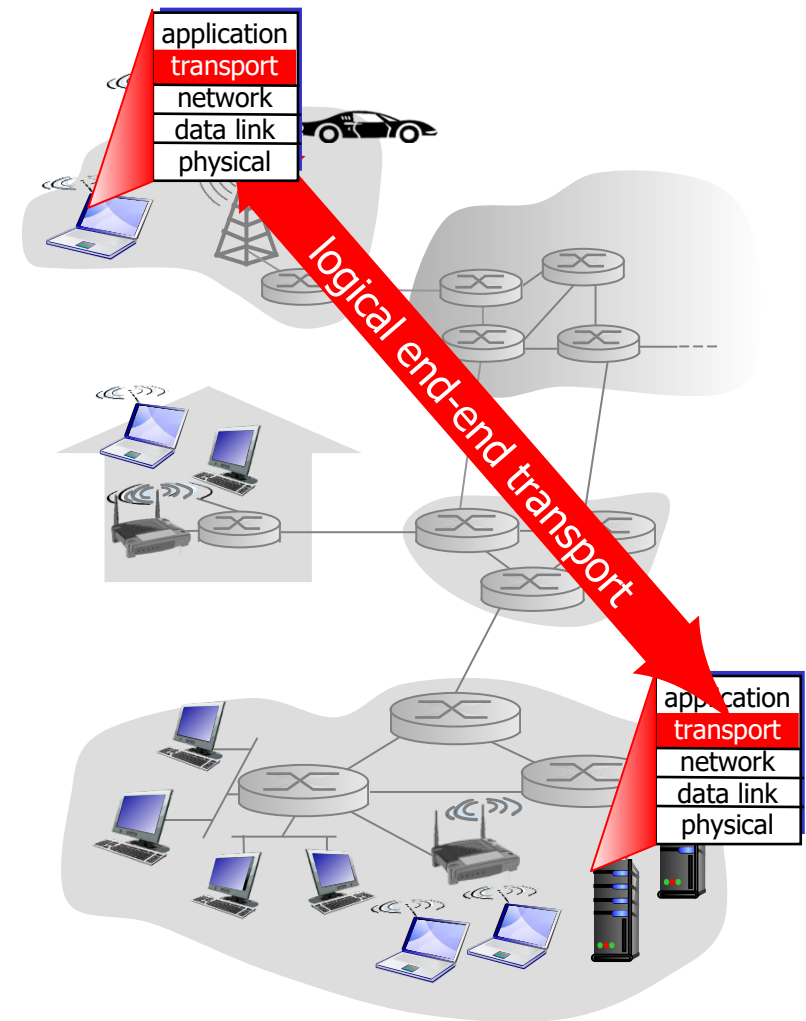 application
transport
network
data link
physical
logical end-end transport
application
transport
network
data link
physical